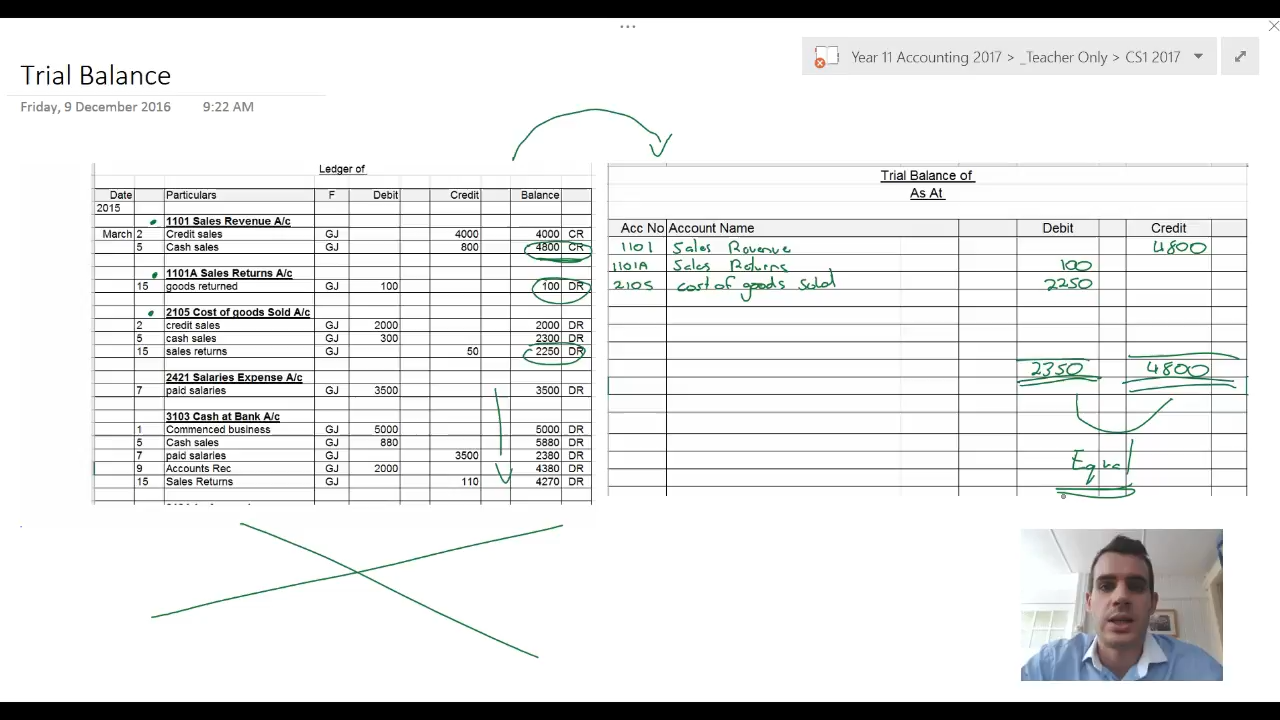 Year 11 Accounting 2017 > _Teacher Only > CS1 2017
Trial Balance
Friday, 9 December 2016 9:22 AM
Ledger of
Date Particulars F Debit Credit Balance
2015
1101 Sales Revenue A/c
March 2 Credit sales GJ 4000 4000 CR
5 Cash sales GJ 800 4800 CR
1101A Sales Returns A/c
15 goods returned GJ 100 100 DR
2105 Cost of goods Sold A/c
2 credit sales GJ 2000 2000 DR
5 cash sales GJ 300 2300 DR
15 sales returns GJ 50 2250 DR
2421 Salaries Expense A/c
7 paid salaries GJ 3500 3500 DR
3103 Cash at Bank A/c
1 Commenced business GJ 5000 5000 DR
5 Cash sales GJ 880 5880 DR
7 paid salaries GJ 3500 2380 DR
9 Accounts Rec GJ 2000 4380 DR
15 Sales Returns GJ 110 4270 DR
Trial Balance of
As At
Acc No Account Name Debit Credit
1101 Sales Revenue 4800
1101A Sales Returns 100
2105 cost of goods Sold 2250
2350 4800
Equal